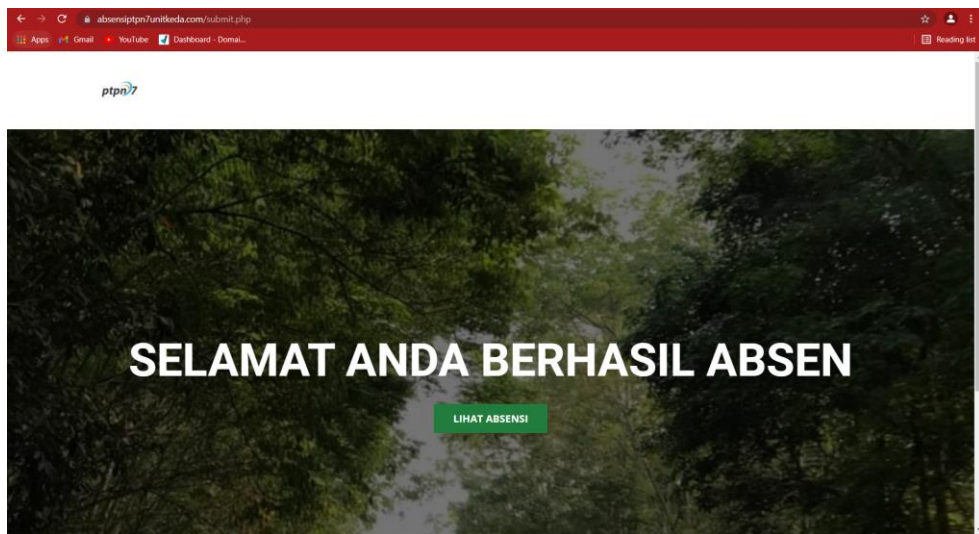 absensiptpn7unitkeda.com/submit.php
Apps Gmail YouTube Dashboard - Domai... Reading list
ptpn7
SELAMAT ANDA BERHASIL ABSEN
LIHAT ABSENSI